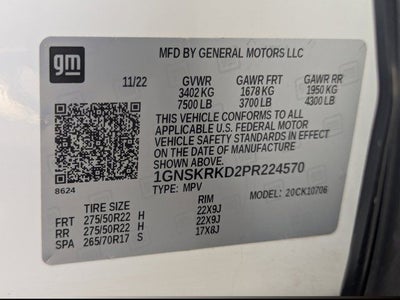 gm
MFD BY GENERAL MOTORS LLC
11/22 GVWR GAWR FRT GAWR RR
3402 KG 1678 KG 1950 KG
7500 LB 3700 LB 4300 LB
THIS VEHICLE CONFORMS TO ALL
APPLICABLE U.S. FEDERAL MOTOR
VEHICLE SAFETY STANDARDS IN EFFECT
ON THE DATE OF MANUFACTURE
SHOWN ABOVE.
8624
1GNSKRKD2PR224570
TYPE: MPV MODEL: 20CK10706
TIRE SIZE RIM
FRT 275/50R22 H 22X9J
RR 275/50R22 H 22X9J
SPA 265/70R17 S 17X8J